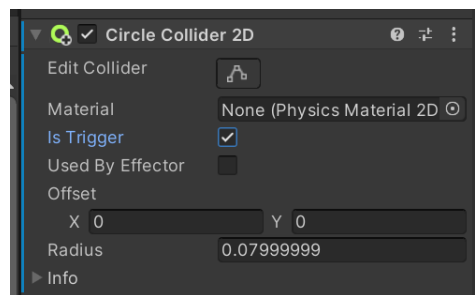 Circle Collider 2D
Edit Collider
Material None (Physics Material 2D
Is Trigger
Used By Effector
Offset
X 0 Y 0
Radius 0.07999999
Info